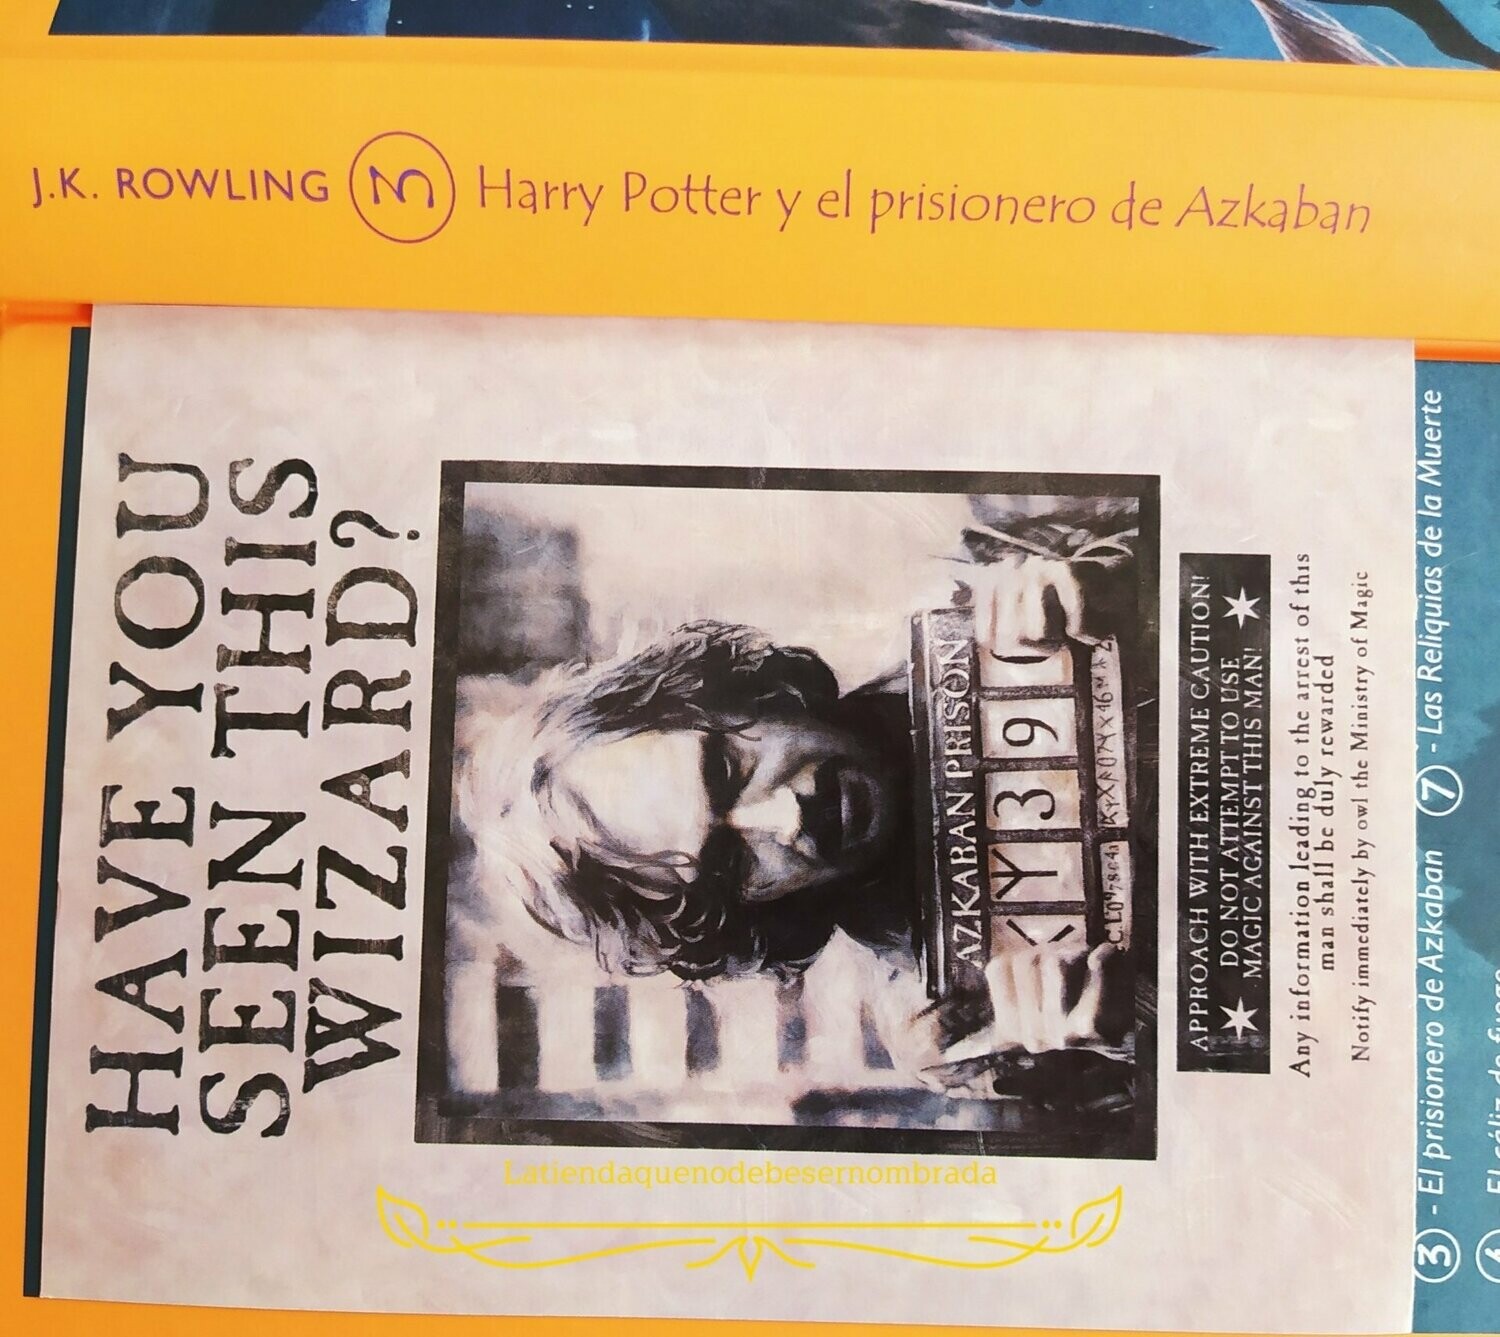 J.K. ROWLING 3 Harry Potter y el prisionero de Azkaban
HAVE YOU
SEEN THIS
WIZARD?
AZKABAN PRISON
APPROACH WITH EXTREME CAUTION!
DO NOT ATTEMPT TO USE
MAGIC AGAINST THIS MAN!
Any information leading to the arrest of this
man shall be duly rewarded
Notify immediately by owl the Ministry of Magic
Latiendaquenodebesernombrada
3 - El prisionero de Azkaban 7 - Las Reliquias de la Muerte